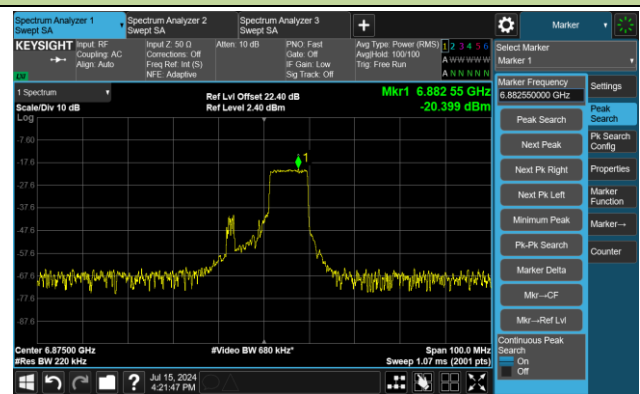 Spectrum Analyzer 1
Swept SA
Spectrum Analyzer 2
Swept SA
Spectrum Analyzer 3
Swept SA
Marker
KEYSIGHT
Input: RF
Coupling: AC
Align: Auto
Input Z: 50 Ω
Corrections: Off
Freq Ref: Int (S)
NFE: Adaptive
Atten: 10 dB
PNO: Fast
Gate: Off
IF Gain: Low
Sig Track: Off
Avg Type: Power (RMS)
Avg|Hold: 100/100
Trig: Free Run
1 2 3 4 5 6
A W W W W W
A N N N N N
LXI
1 Spectrum
Scale/Div 10 dB
Log
Ref Lvl Offset 22.40 dB
Ref Level 2.40 dBm
Mkr1 6.882 55 GHz
-20.399 dBm
1
-7.60
-17.6
-27.6
-37.6
-47.6
-57.6
-67.6
-77.6
-87.6
Center 6.87500 GHz
#Res BW 220 kHz
#Video BW 680 kHz*
Span 100.0 MHz
Sweep 1.07 ms (2001 pts)
Select Marker
Marker 1
Marker Frequency
6.882550000 GHz
Peak Search
Next Peak
Next Pk Right
Next Pk Left
Minimum Peak
Pk-Pk Search
Marker Delta
Mkr→CF
Mkr→Ref Lvl
Continuous Peak
Search
On
Off
Settings
Peak
Search
Pk Search
Config
Properties
Marker
Function
Marker→
Counter
Jul 15, 2024
4:21:47 PM